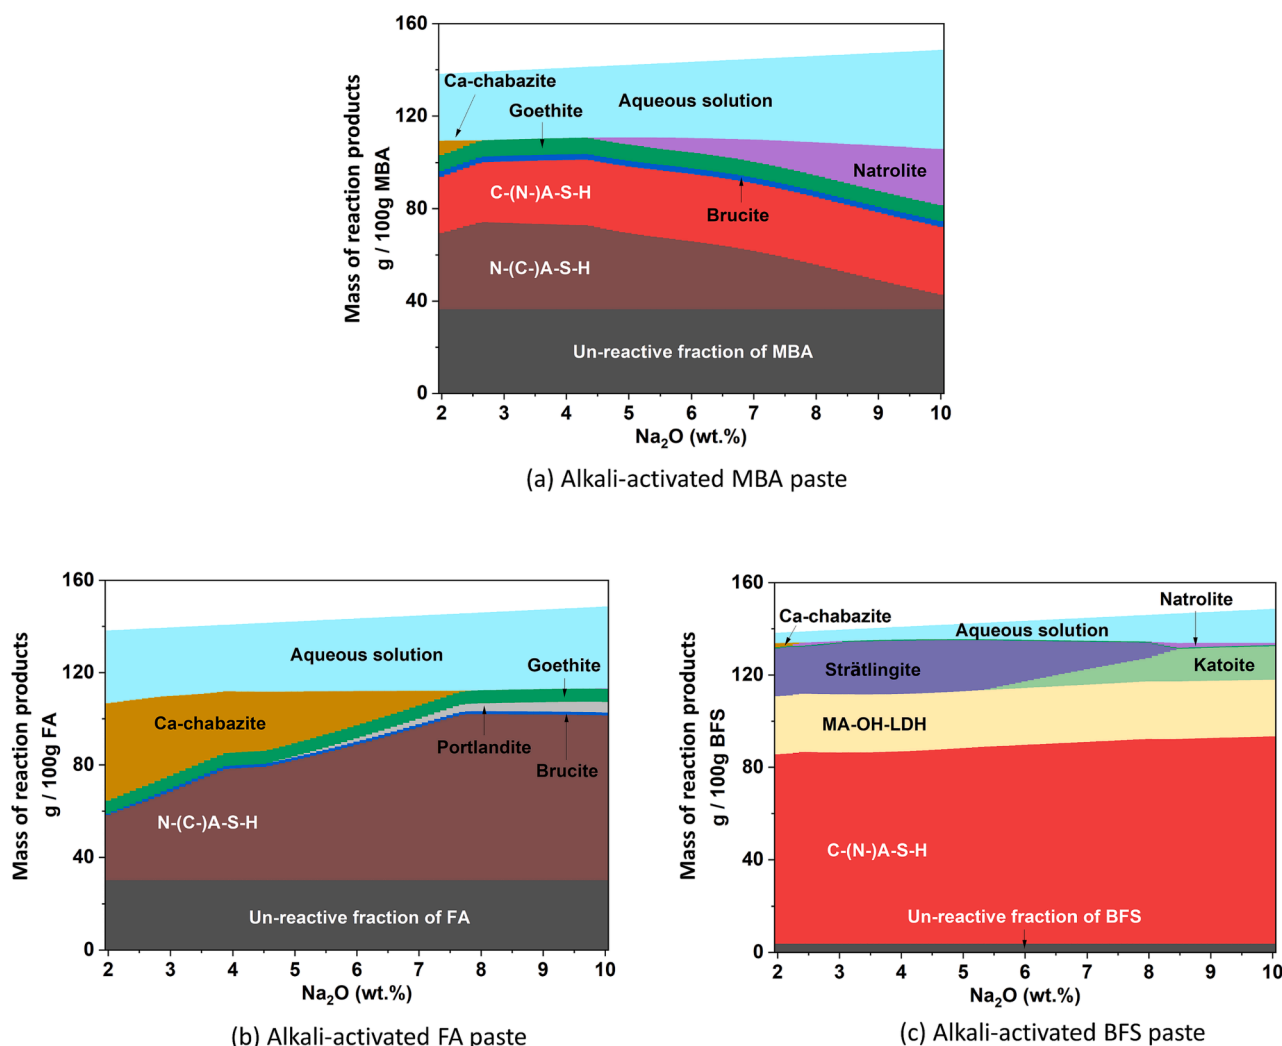 Mass of reaction products
g / 100g MBA
160
120
80
40
0
Ca-chabazite
Goethite
Aqueous solution
Natrolite
C-(N-)A-S-H
Brucite
N-(C-)A-S-H
Un-reactive fraction of MBA
2 3 4 5 6 7 8 9 10
Na₂O (wt.%)
(a) Alkali-activated MBA paste
Mass of reaction products
g / 100g FA
160
120
80
40
0
Aqueous solution
Goethite
Ca-chabazite
Portlandite
Brucite
N-(C-)A-S-H
Un-reactive fraction of FA
2 3 4 5 6 7 8 9 10
Na₂O (wt.%)
(b) Alkali-activated FA paste
Mass of reaction products
g / 100g BFS
160
120
80
40
0
Natrolite
Ca-chabazite
Aqueous solution
Strätlingite
Katoite
MA-OH-LDH
C-(N-)A-S-H
Un-reactive fraction of BFS
2 3 4 5 6 7 8 9 10
Na₂O (wt.%)
(c) Alkali-activated BFS paste